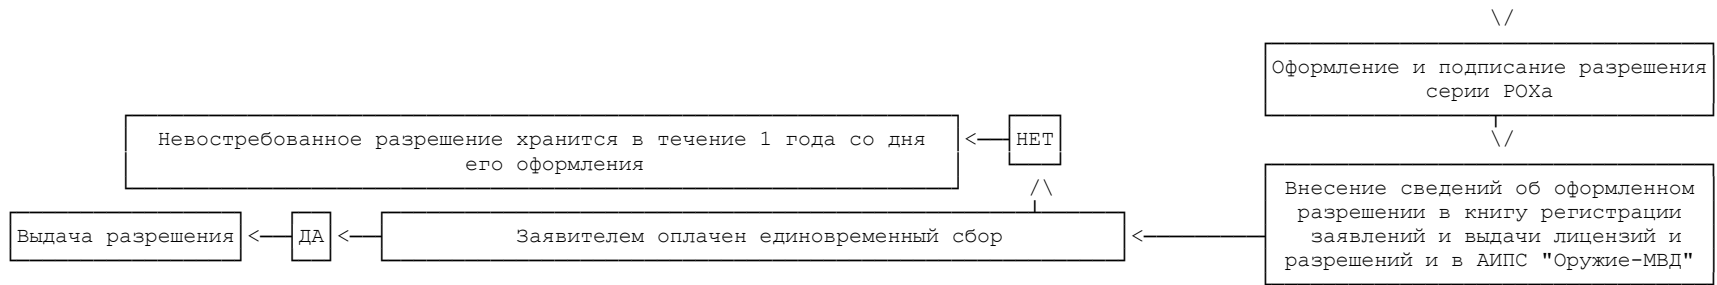 Оформление и подписание разрешения
серии РОХа
Невостребованное разрешение хранится в течение 1 года со дня
его оформления
НЕТ
Внесение сведений об оформленном
разрешении в книгу регистрации
заявлений и выдачи лицензий и
разрешений и в АИПС "Оружие-МВД"
Выдача разрешения
ДА
Заявителем оплачен единовременный сбор